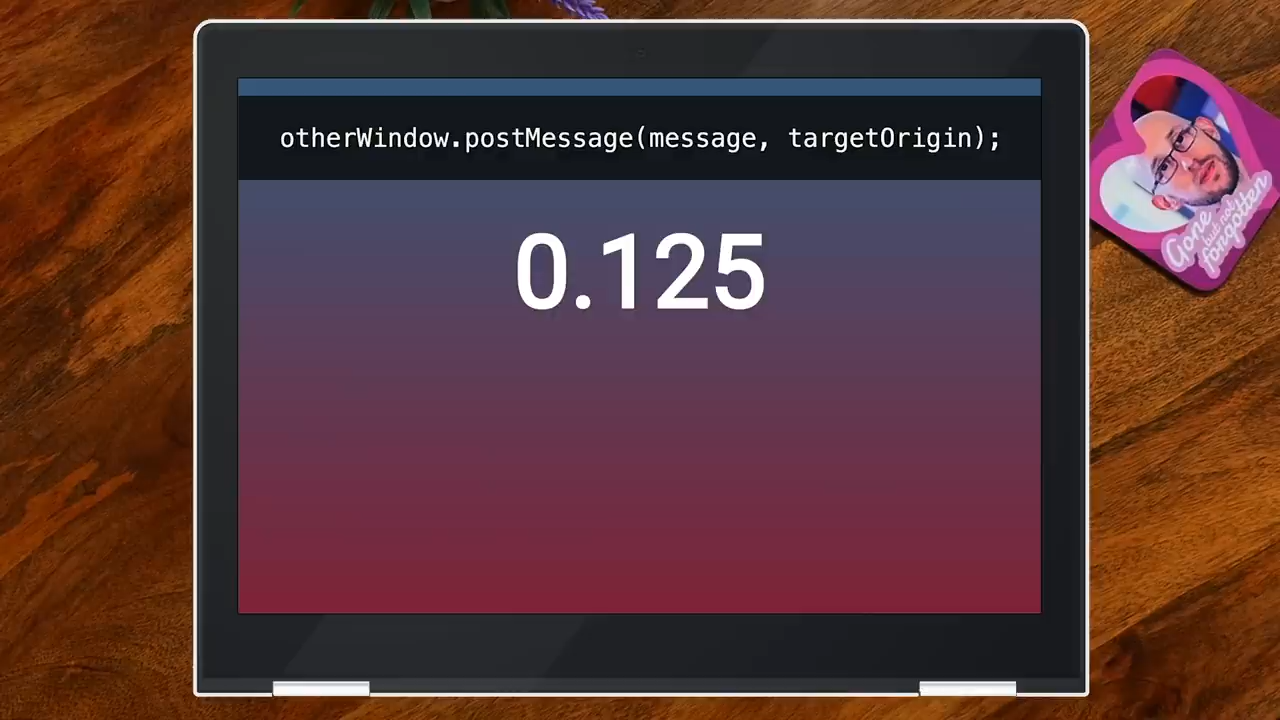 otherWindow.postMessage(message, targetOrigin);
0.125
Gone
but not
forgotten